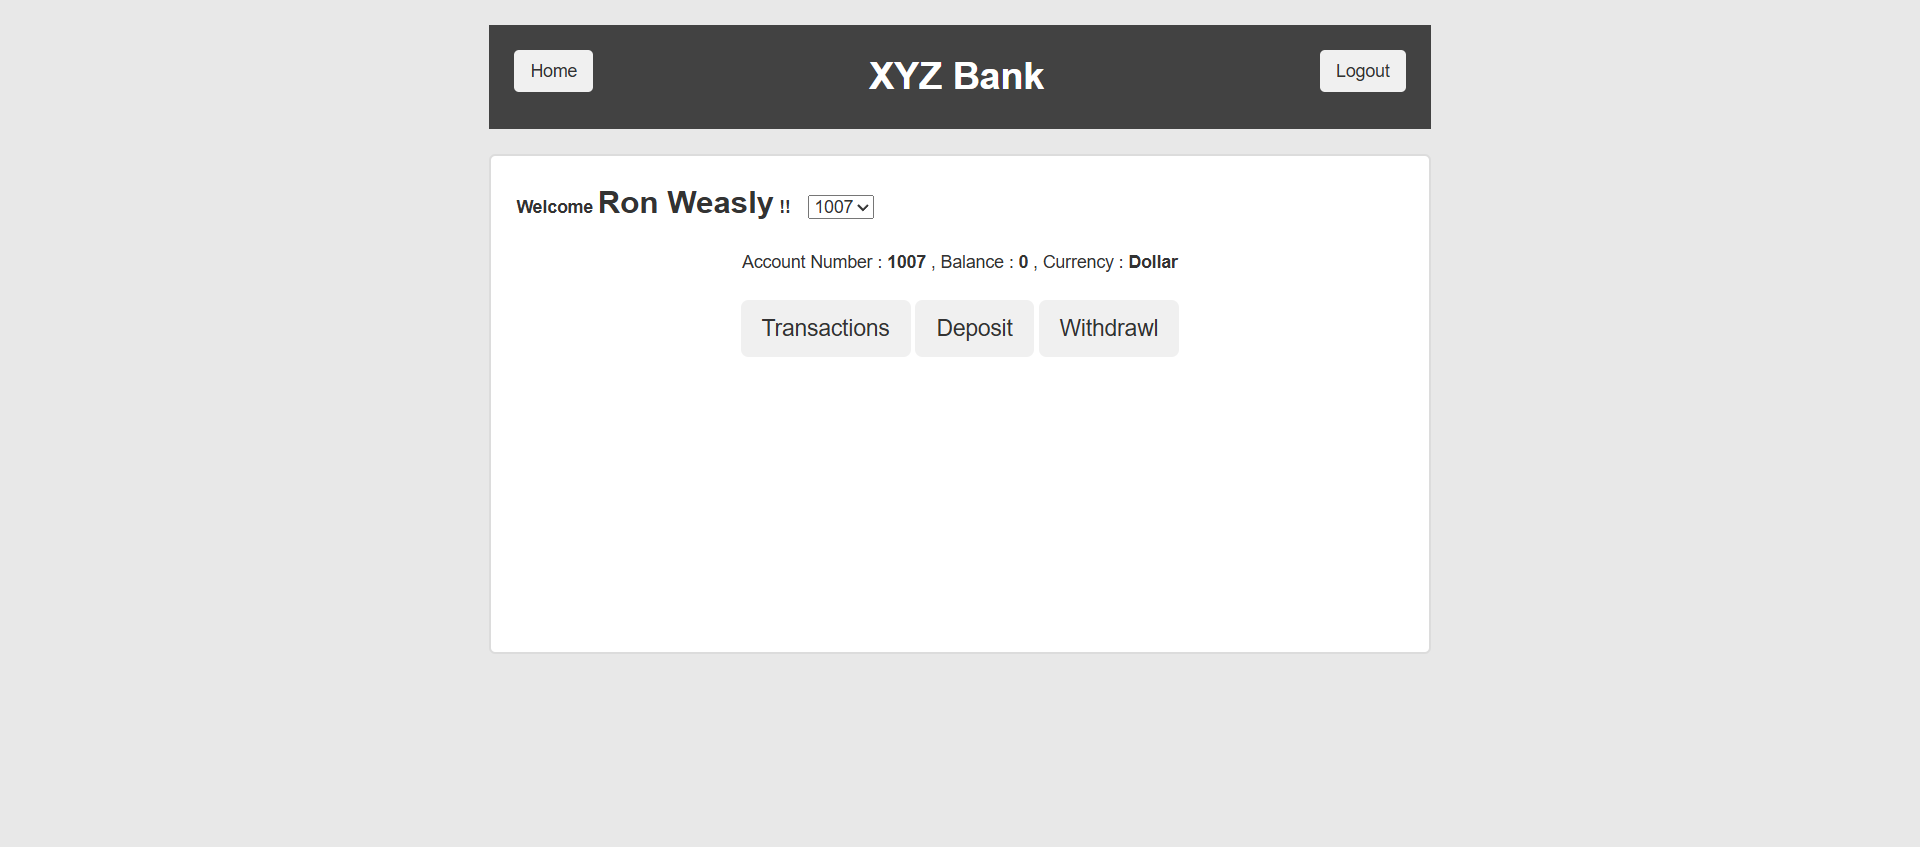 Home XYZ Bank Logout
Welcome Ron Weasly !! 1007
Account Number : 1007 , Balance : 0 , Currency : Dollar
Transactions Deposit Withdrawl